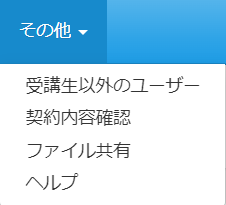 その他
受講生以外のユーザー
契約内容確認
ファイル共有
ヘルプ